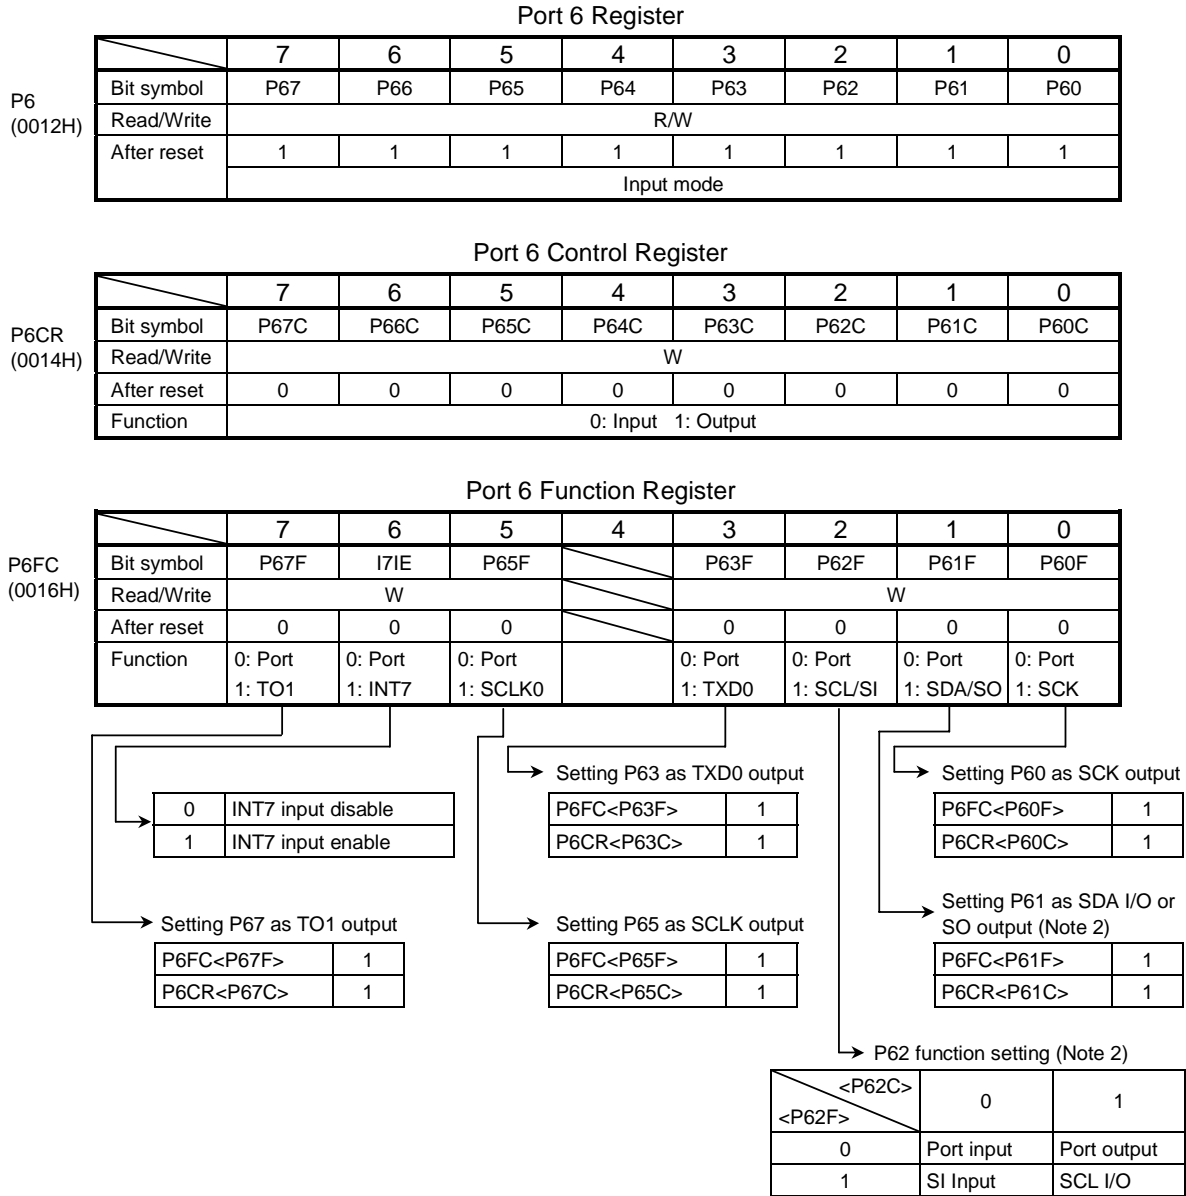 Port 6 Register
7 6 5 4 3 2 1 0
P6
(0012H)
Bit symbol P67 P66 P65 P64 P63 P62 P61 P60
Read/Write R/W
After reset 1 1 1 1 1 1 1 1
Input mode
Port 6 Control Register
7 6 5 4 3 2 1 0
P6CR
(0014H)
Bit symbol P67C P66C P65C P64C P63C P62C P61C P60C
Read/Write W
After reset 0 0 0 0 0 0 0 0
Function 0: Input 1: Output
Port 6 Function Register
7 6 5 4 3 2 1 0
P6FC
(0016H)
Bit symbol P67F I7IE P65F P63F P62F P61F P60F
Read/Write W W
After reset 0 0 0 0 0 0 0
Function 0: Port 0: Port 0: Port 0: Port 0: Port 0: Port 0: Port
1: TO1 1: INT7 1: SCLK0 1: TXD0 1: SCL/SI 1: SDA/SO 1: SCK
0 INT7 input disable
1 INT7 input enable
Setting P63 as TXD0 output
P6FC<P63F> 1
P6CR<P63C> 1
Setting P60 as SCK output
P6FC<P60F> 1
P6CR<P60C> 1
Setting P67 as TO1 output
P6FC<P67F> 1
P6CR<P67C> 1
Setting P65 as SCLK output
P6FC<P65F> 1
P6CR<P65C> 1
Setting P61 as SDA I/O or
SO output (Note 2)
P6FC<P61F> 1
P6CR<P61C> 1
P62 function setting (Note 2)
<P62C> 0 1
<P62F>
0 Port input Port output
1 SI Input SCL I/O